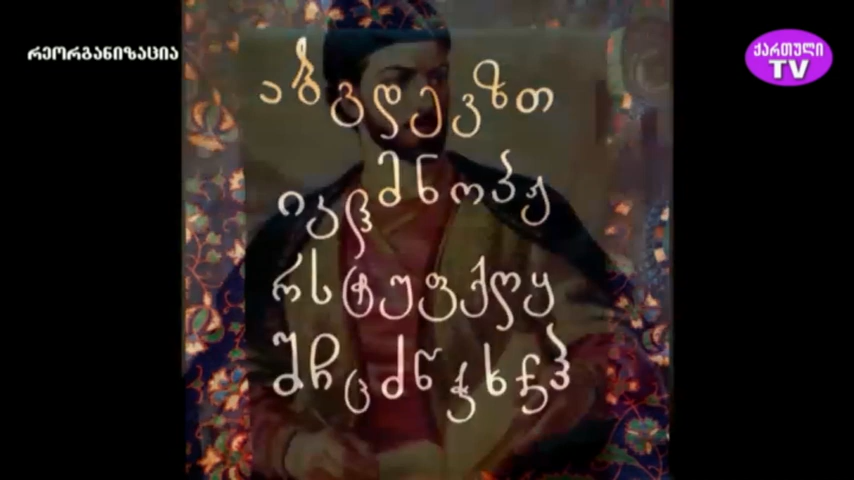 რეორგანიზაცია
ქართული
TV
აბგდევზთ
იკლმნოპჟ
რსტუფქღყ
შჩცძწჭხჯჰ